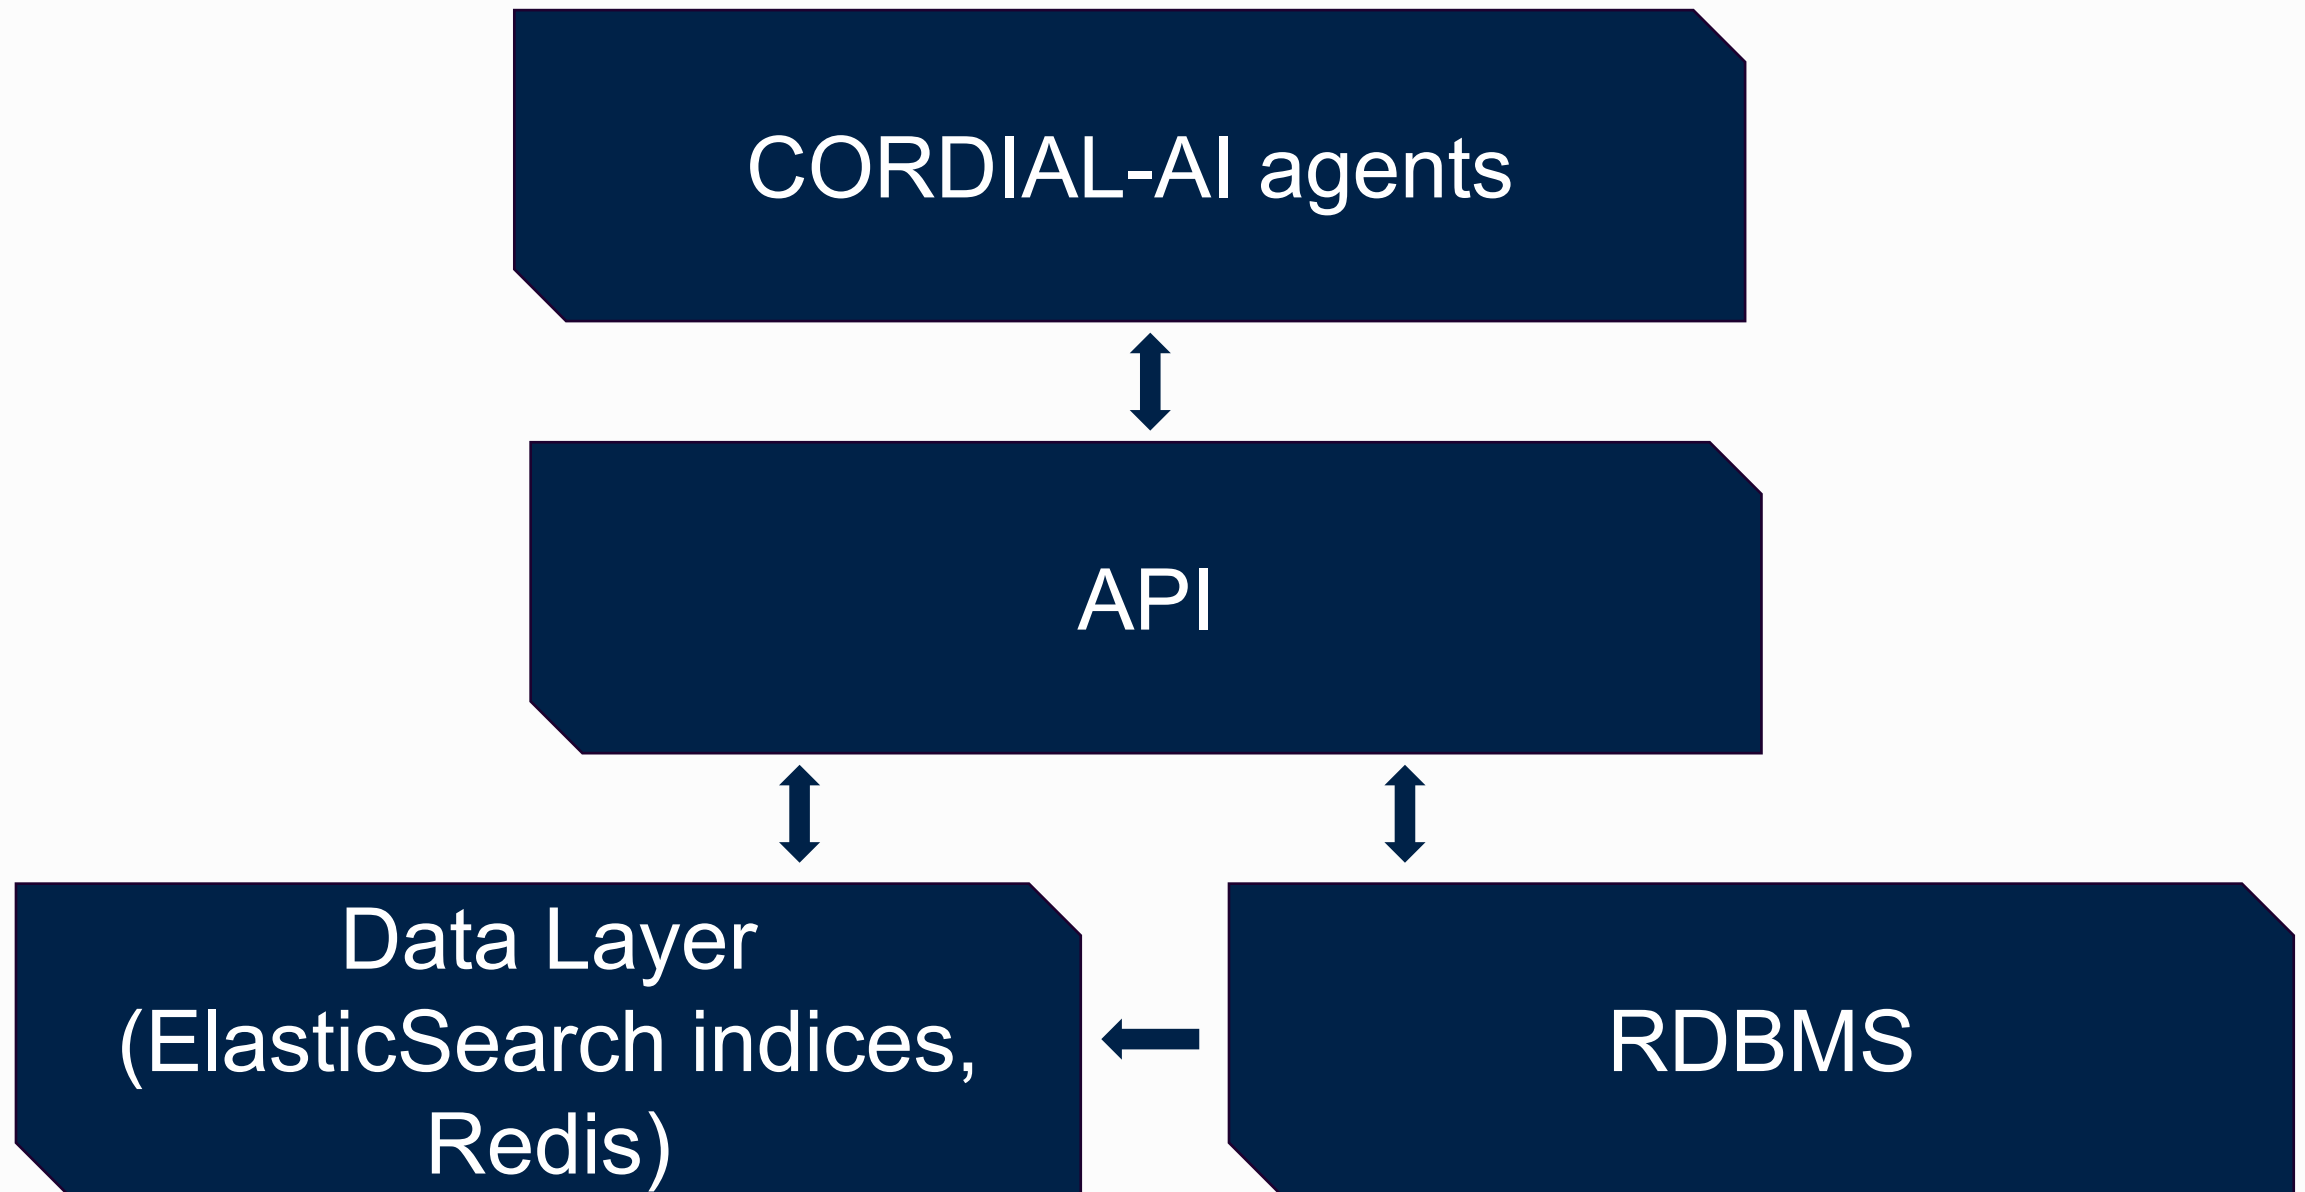 CORDIAL-AI agents
API
Data Layer
(ElasticSearch indices,
Redis)
RDBMS